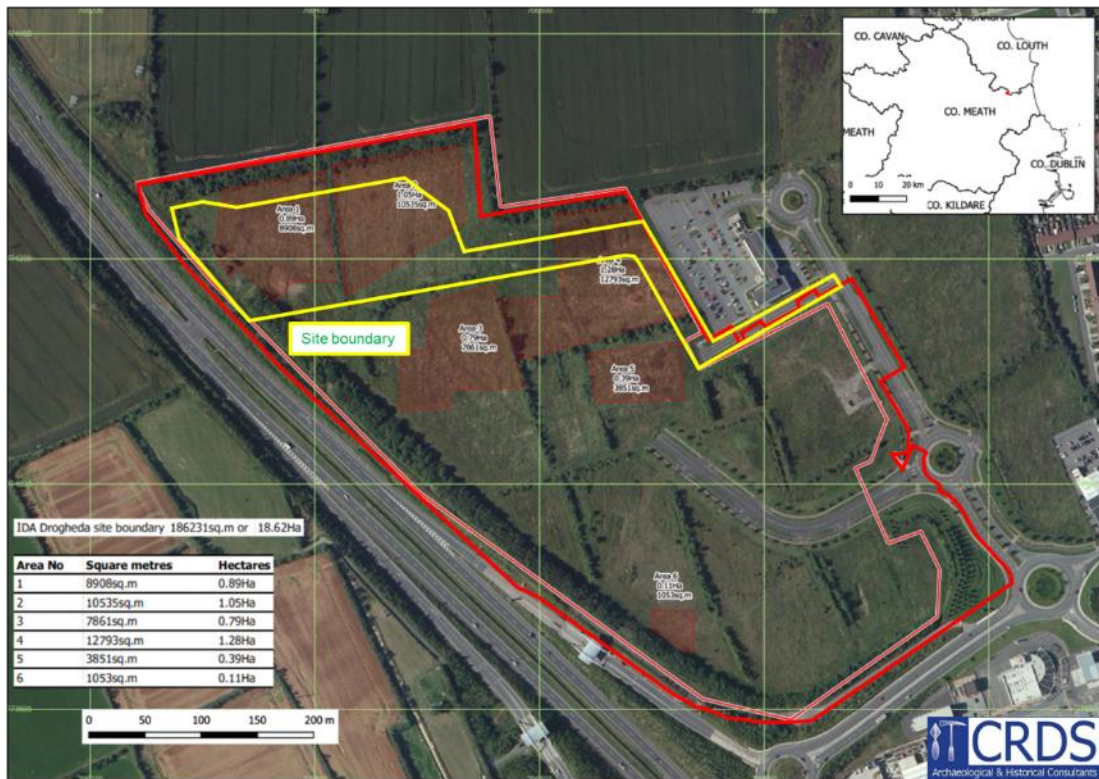 CO. MONAGHAN
CO. CAVAN
CO. LOUTH
CO. MEATH
MEATH
CO. DUBLIN
CO. KILDARE
0 10 20 km
Area 1
0.89Ha
8908sq.m
Area 2
1.05Ha
10535sq.m
1.28Ha
12793sq.m
Site boundary
Area 3
0.79Ha
7861sq.m
Area 5
0.39Ha
3851sq.m
Area 6
0.11Ha
1053sq.m
IDA Drogheda site boundary 186231sq.m or 18.62Ha
Area No Square metres Hectares
1 8908sq.m 0.89Ha
2 10535sq.m 1.05Ha
3 7861sq.m 0.79Ha
4 12793sq.m 1.28Ha
5 3851sq.m 0.39Ha
6 1053sq.m 0.11Ha
0 50 100 150 200 m
CRDS
Archaeological & Historical Consultants